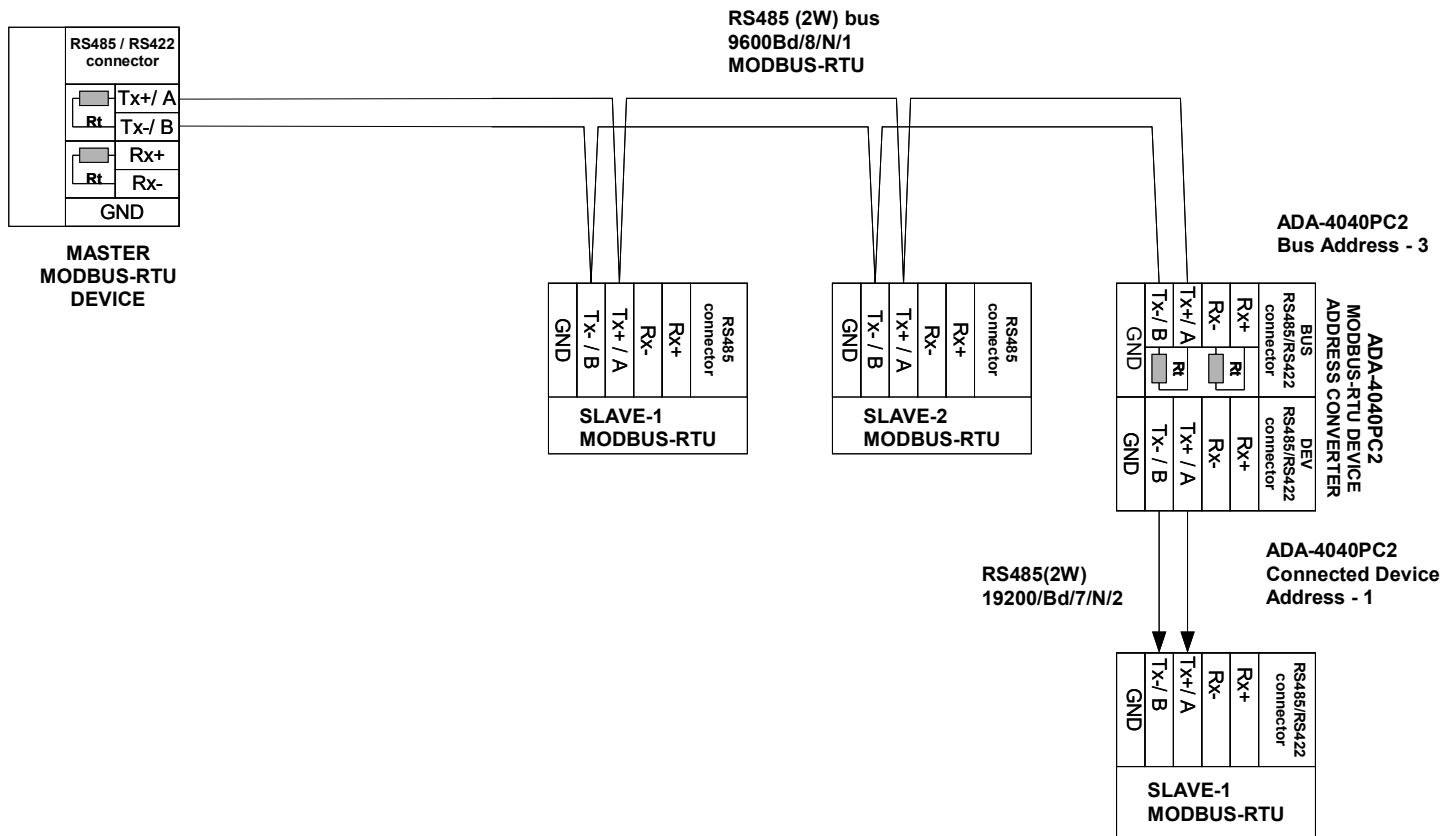 RS485 (2W) bus
9600Bd/8/N/1
MODBUS-RTU
RS485 / RS422
connector
Tx+/ A
Rt
Tx-/ B
Rx+
Rt
Rx-
GND
MASTER
MODBUS-RTU
DEVICE
ADA-4040PC2
Bus Address - 3
GND
Tx- / B
Tx+ / A
Rx-
Rx+
RS485
connector
SLAVE-1
MODBUS-RTU
GND
Tx- / B
Tx+ / A
Rx-
Rx+
RS485
connector
SLAVE-2
MODBUS-RTU
GND
Tx-/ B
Tx+/ A
Rx-
Rx+
BUS
RS485/RS422
connector
Rt
Rt
GND
Tx- / B
Tx+ / A
Rx-
Rx+
DEV
RS485/RS422
connector
ADA-4040PC2
MODBUS-RTU DEVICE
ADDRESS CONVERTER
RS485(2W)
19200/Bd/7/N/2
ADA-4040PC2
Connected Device
Address - 1
GND
Tx-/ B
Tx+/ A
Rx-
Rx+
RS485/RS422
connector
SLAVE-1
MODBUS-RTU